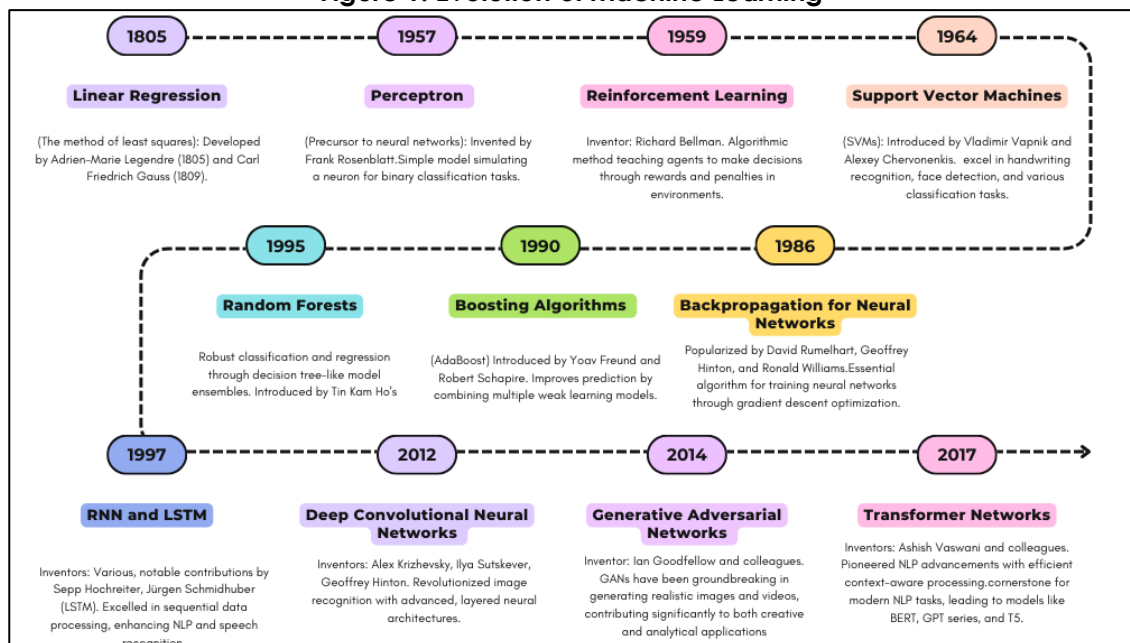 1805
1957
1959
1964
Linear Regression
(The method of least squares): Developed
by Adrien-Marie Legendre (1805) and Carl
Friedrich Gauss (1809).
Perceptron
(Precursor to neural networks): Invented by
Frank Rosenblatt.Simple model simulating
a neuron for binary classification tasks.
Reinforcement Learning
Inventor: Richard Bellman. Algorithmic
method teaching agents to make decisions
through rewards and penalties in
environments.
Support Vector Machines
(SVMs): Introduced by Vladimir Vapnik and
Alexey Chervonenkis. excel in handwriting
recognition, face detection, and various
classification tasks.
1995
1990
1986
Random Forests
Robust classification and regression
through decision tree-like model
ensembles. Introduced by Tin Kam Ho's
Boosting Algorithms
(AdaBoost) Introduced by Yoav Freund and
Robert Schapire. Improves prediction by
combining multiple weak learning models.
Backpropagation for Neural
Networks
Popularized by David Rumelhart, Geoffrey
Hinton, and Ronald Williams.Essential
algorithm for training neural networks
through gradient descent optimization.
1997
2012
2014
2017
RNN and LSTM
Inventors: Various, notable contributions by
Sepp Hochreiter, Jürgen Schmidhuber
(LSTM). Excelled in sequential data
processing, enhancing NLP and speech
Deep Convolutional Neural
Networks
Inventors: Alex Krizhevsky, Ilya Sutskever,
Geoffrey Hinton. Revolutionized image
recognition with advanced, layered neural
architectures.
Generative Adversarial
Networks
Inventor: Ian Goodfellow and colleagues.
GANs have been groundbreaking in
generating realistic images and videos,
contributing significantly to both creative
and analytical applications
Transformer Networks
Inventors: Ashish Vaswani and colleagues.
Pioneered NLP advancements with efficient
context-aware processing.cornerstone for
modern NLP tasks, leading to models like
BERT, GPT series, and T5.